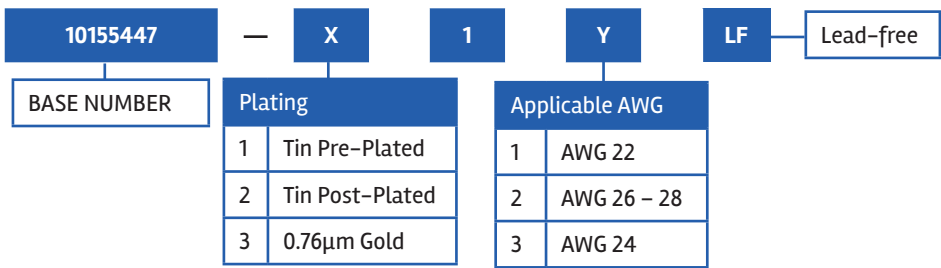 10155447 — X 1 Y LF Lead-free
BASE NUMBER
Plating
1 Tin Pre-Plated
2 Tin Post-Plated
3 0.76µm Gold
Applicable AWG
1 AWG 22
2 AWG 26 – 28
3 AWG 24